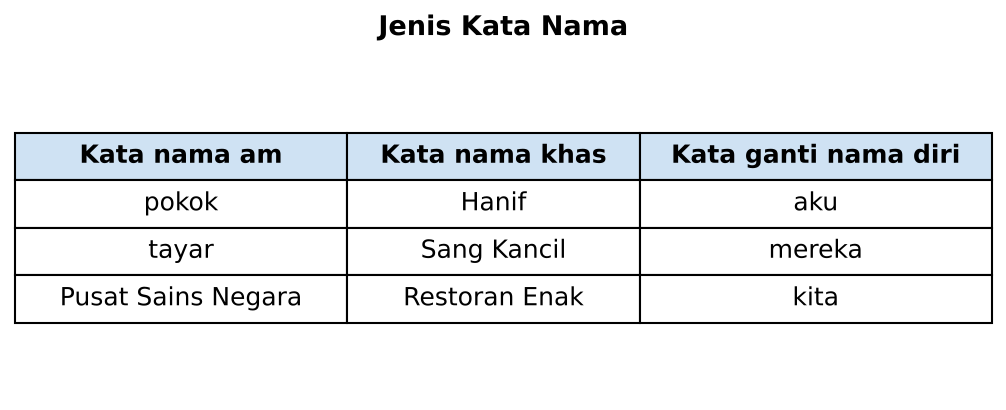 Jenis Kata Nama
Kata nama am Kata nama khas Kata ganti nama diri
pokok Hanif aku
tayar Sang Kancil mereka
Pusat Sains Negara Restoran Enak kita